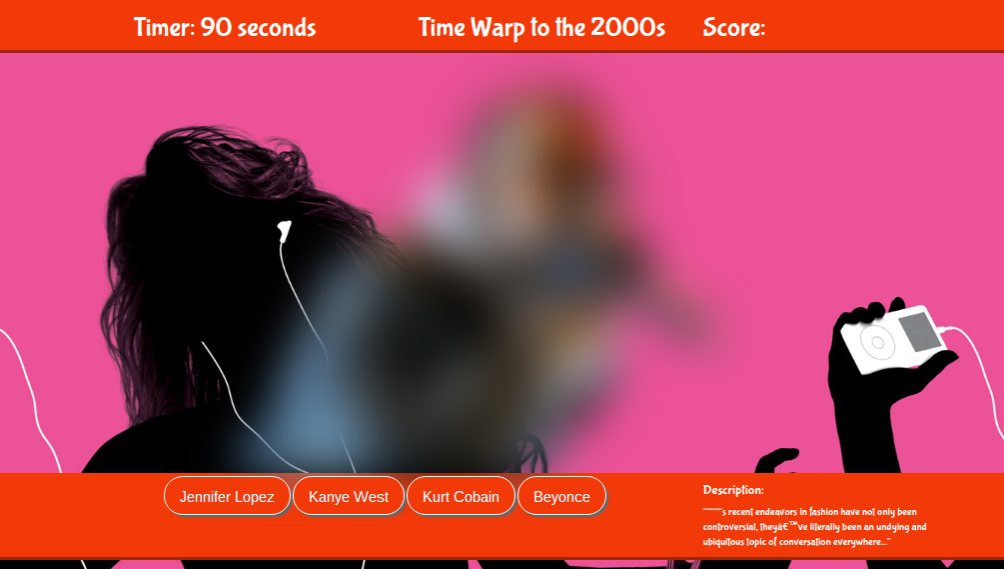 Timer: 90 seconds
Time Warp to the 2000s
Score:
Jennifer Lopez
Kanye West
Kurt Cobain
Beyonce
Description:
"*****'s recent endeavors in fashion have not only been
controversial, theyâ€™ve literally been an undying and
ubiquitous topic of conversation everywhere..."